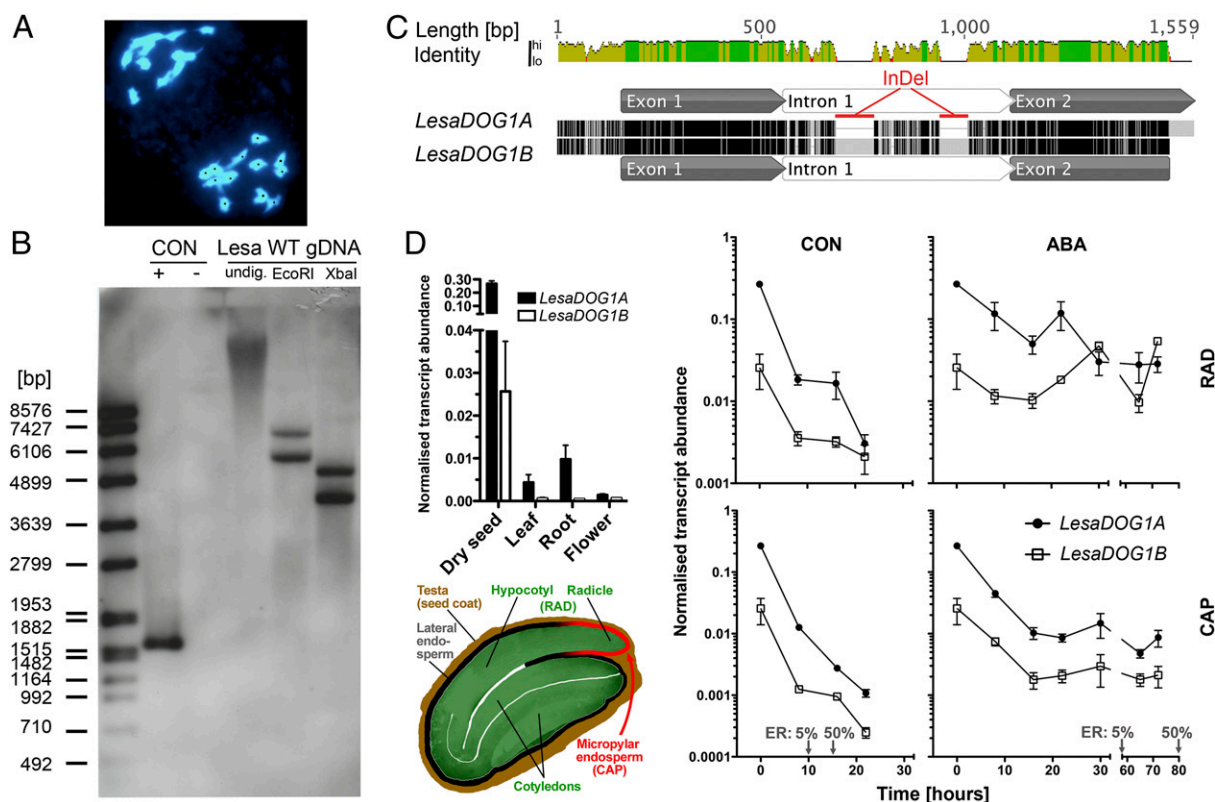 A
B
CON
Lesa WT gDNA
+
-
undig.
EcoRI
XbaI
[bp]
8576
7427
6106
4899
3639
2799
1953
1882
1515
1482
1164
992
710
492
C
Length [bp]
1
500
1,000
1,559
Identity
hi
lo
InDel
Exon 1
Intron 1
Exon 2
LesaDOG1A
LesaDOG1B
Exon 1
Intron 1
Exon 2
D
Normalised transcript abundance
0.30
0.20
0.10
0.04
0.03
0.02
0.01
0.00
LesaDOG1A
LesaDOG1B
Dry seed
Leaf
Root
Flower
Testa
(seed coat)
Lateral
endo-
sperm
Hypocotyl
Radicle
(RAD)
Micropylar
endosperm
(CAP)
Cotyledons
CON
ABA
RAD
CAP
Normalised transcript abundance
1
0.1
0.01
0.001
1
0.1
0.01
0.001
0.0001
LesaDOG1A
LesaDOG1B
ER: 5%
50%
ER: 5%
50%
0
10
20
30
0
10
20
30
60
70
80
Time [hours]